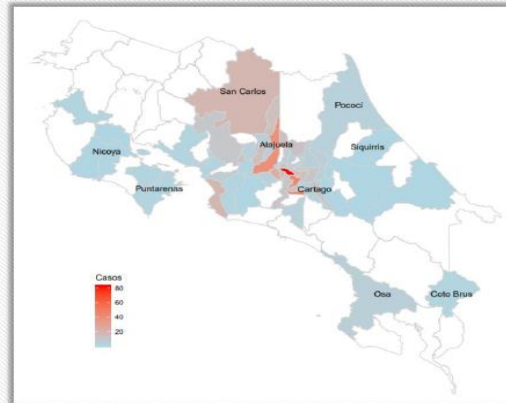 San Carlos
Pococí
Alajuela
Siquirris
Nicoya
Cartago
Puntarenas
Casos
80
60
40
20
Osa
Coto Brus